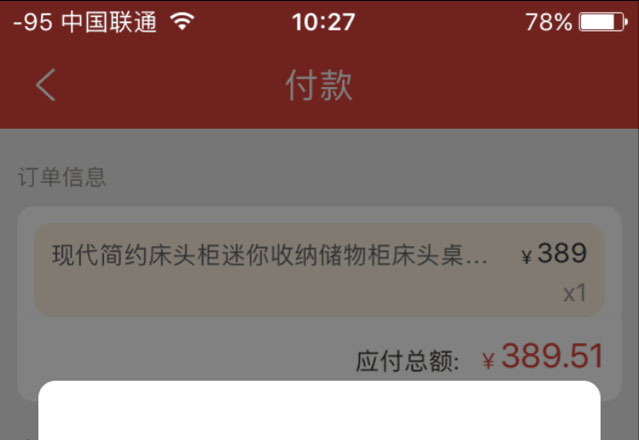 -95 中国联通 10:27 78%
付款
订单信息
现代简约床头柜迷你收纳储物柜床头桌... ¥389
x1
应付总额: ¥389.51